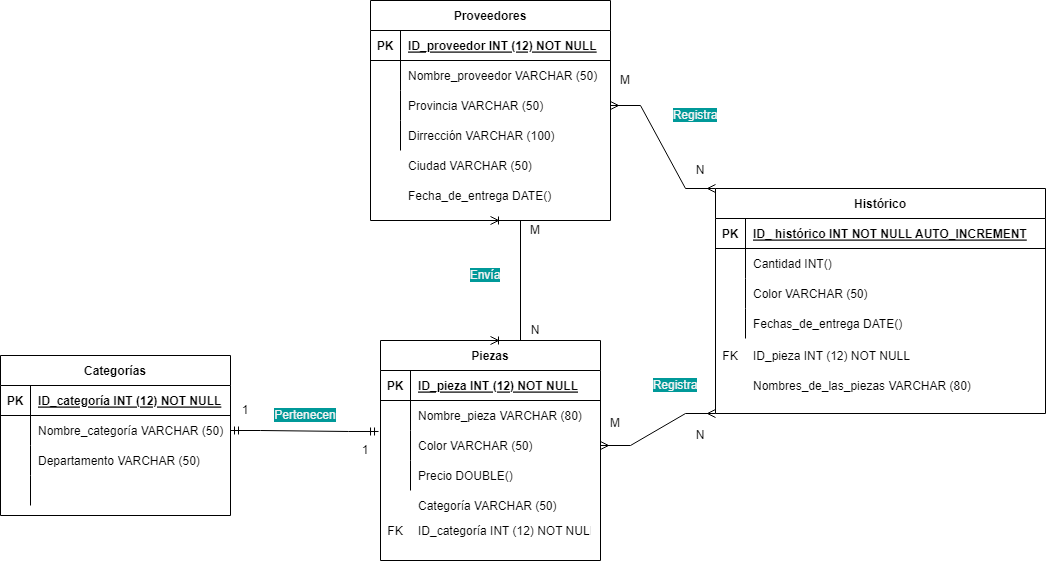 Proveedores
PK ID_proveedor INT (12) NOT NULL
Nombre_proveedor VARCHAR (50)
Provincia VARCHAR (50)
Dirrección VARCHAR (100)
Ciudad VARCHAR (50)
Fecha_de_entrega DATE()
M
Registra
N
Histórico
PK ID_ histórico INT NOT NULL AUTO_INCREMENT
Cantidad INT()
Color VARCHAR (50)
Fechas_de_entrega DATE()
FK ID_pieza INT (12) NOT NULL
Nombres_de_las_piezas VARCHAR (80)
M
Envía
N
Categorías
PK ID_categoría INT (12) NOT NULL
Nombre_categoría VARCHAR (50)
Departamento VARCHAR (50)
1
Pertenecen
1
Piezas
PK ID_pieza INT (12) NOT NULL
Nombre_pieza VARCHAR (80)
Color VARCHAR (50)
Precio DOUBLE()
Categoría VARCHAR (50)
FK ID_categoría INT (12) NOT NUL
Registra
M
N